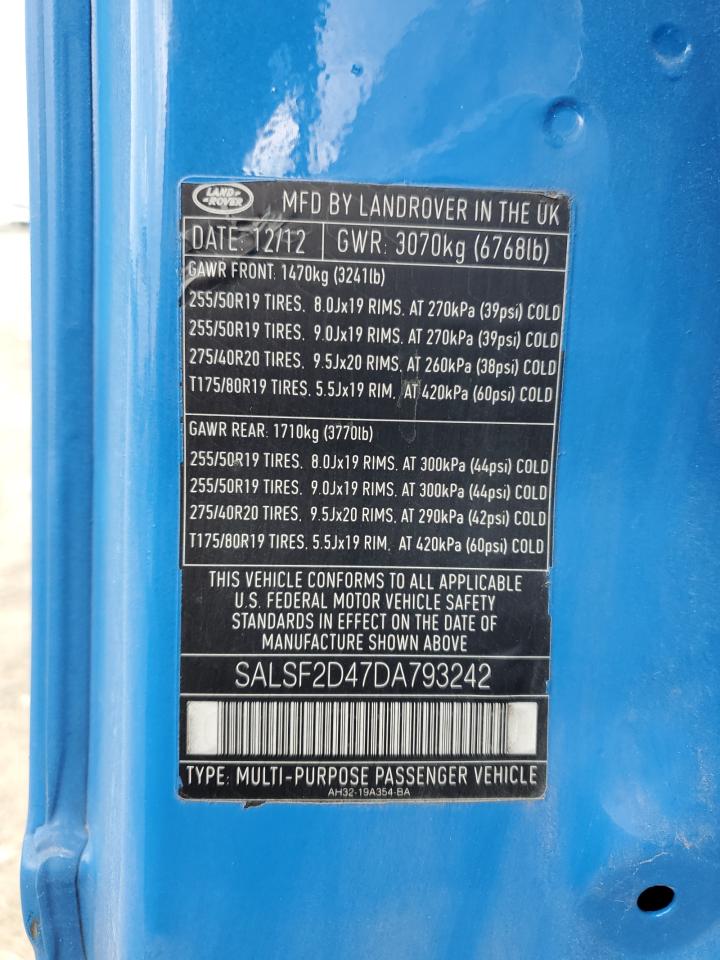 LAND ROVER
MFD BY LANDROVER IN THE UK
DATE: 12/12 GWR: 3070kg (6768lb)
GAWR FRONT: 1470kg (3241lb)
255/50R19 TIRES. 8.0Jx19 RIMS. AT 270kPa (39psi) COLD
255/50R19 TIRES. 9.0Jx19 RIMS. AT 270kPa (39psi) COLD
275/40R20 TIRES. 9.5Jx20 RIMS. AT 260kPa (38psi) COLD
T175/80R19 TIRES. 5.5Jx19 RIM. AT 420kPa (60psi) COLD
GAWR REAR: 1710kg (3770lb)
255/50R19 TIRES. 8.0Jx19 RIMS. AT 300kPa (44psi) COLD
255/50R19 TIRES. 9.0Jx19 RIMS. AT 300kPa (44psi) COLD
275/40R20 TIRES. 9.5Jx20 RIMS. AT 290kPa (42psi) COLD
T175/80R19 TIRES. 5.5Jx19 RIM. AT 420kPa (60psi) COLD
THIS VEHICLE CONFORMS TO ALL APPLICABLE
U.S. FEDERAL MOTOR VEHICLE SAFETY
STANDARDS IN EFFECT ON THE DATE OF
MANUFACTURE SHOWN ABOVE
SALSF2D47DA793242
TYPE: MULTI-PURPOSE PASSENGER VEHICLE
AH32-19A354-BA